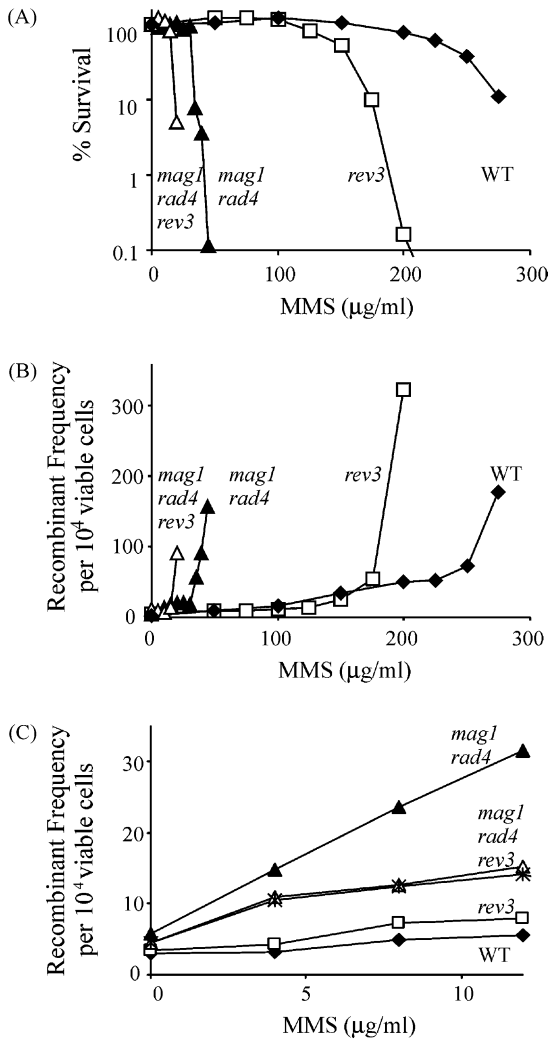 (A)
% Survival
100
10
1
0.1
mag1
rad4
rev3
mag1
rad4
rev3
WT
0
100
200
300
MMS (µg/ml)
(B)
Recombinant Frequency
per 10⁴ viable cells
300
200
100
0
mag1
rad4
rev3
mag1
rad4
rev3
WT
0
100
200
300
MMS (µg/ml)
(C)
Recombinant Frequency
per 10⁴ viable cells
30
20
10
0
mag1
rad4
mag1
rad4
rev3
rev3
WT
0
5
10
MMS (µg/ml)